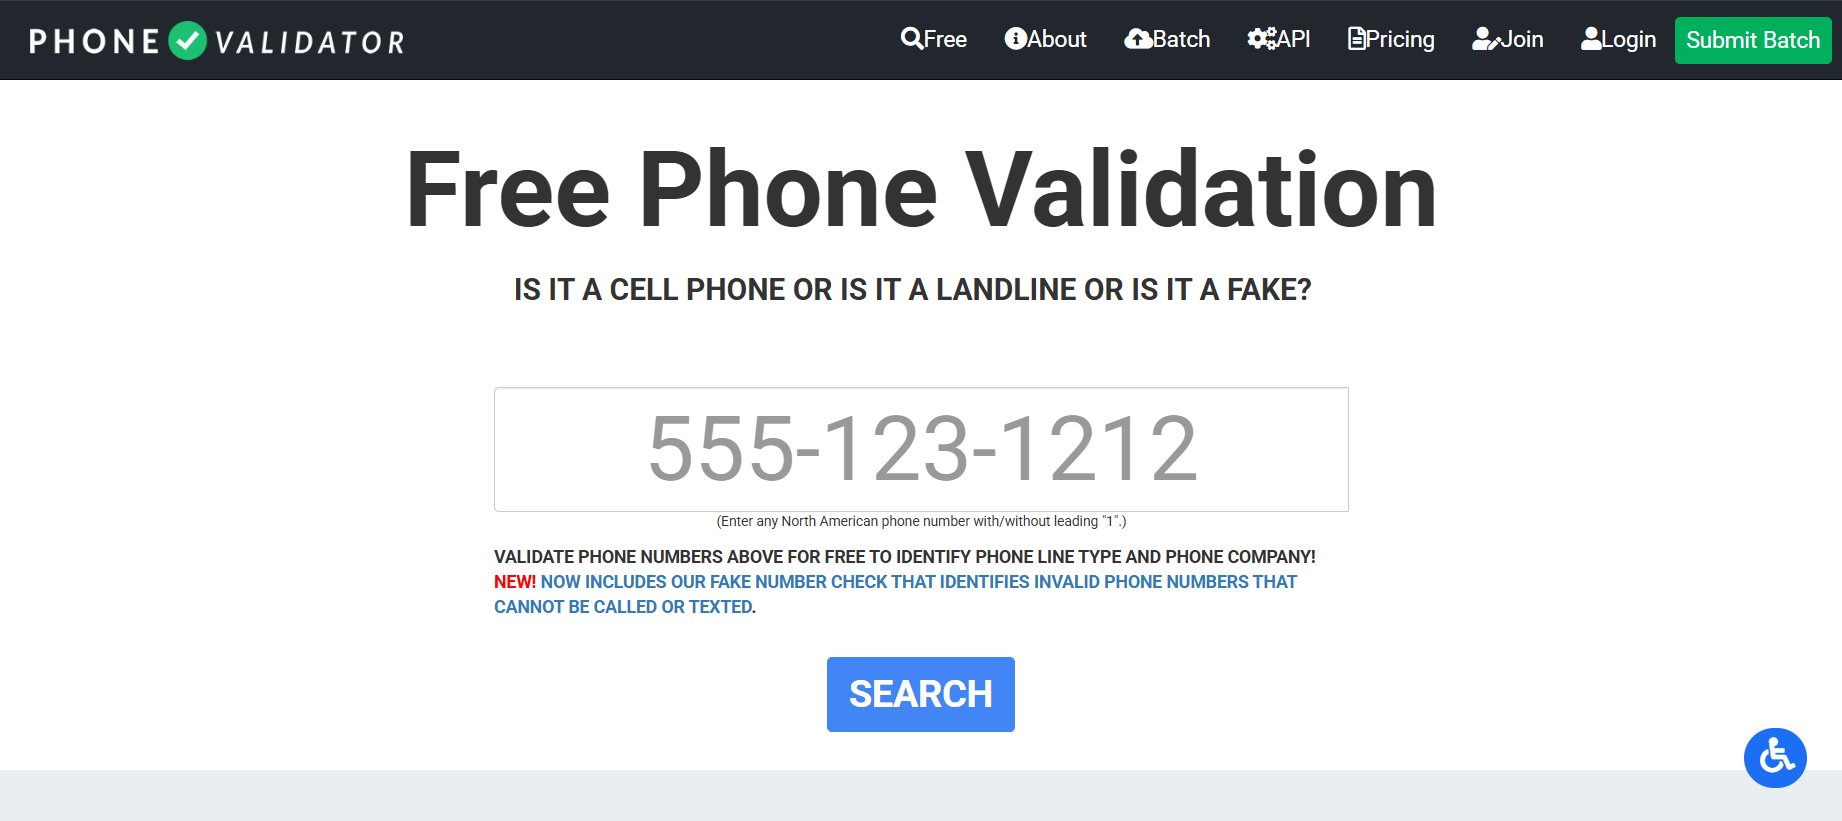 PHONE VALIDATOR
Free About Batch API Pricing Join Login Submit Batch
Free Phone Validation
IS IT A CELL PHONE OR IS IT A LANDLINE OR IS IT A FAKE?
555-123-1212
(Enter any North American phone number with/without leading "1".)
VALIDATE PHONE NUMBERS ABOVE FOR FREE TO IDENTIFY PHONE LINE TYPE AND PHONE COMPANY!
NEW! NOW INCLUDES OUR FAKE NUMBER CHECK THAT IDENTIFIES INVALID PHONE NUMBERS THAT
CANNOT BE CALLED OR TEXTED.
SEARCH